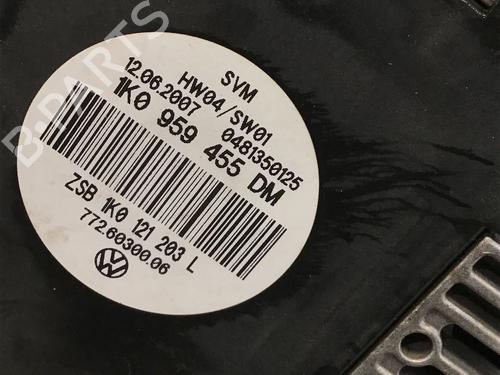 SVM
HW04/SW01
12.06.2007 0481350125
1K0 959 455 DM
ZSB 1K0 121 203 L
772.60300.06
B-PARTS